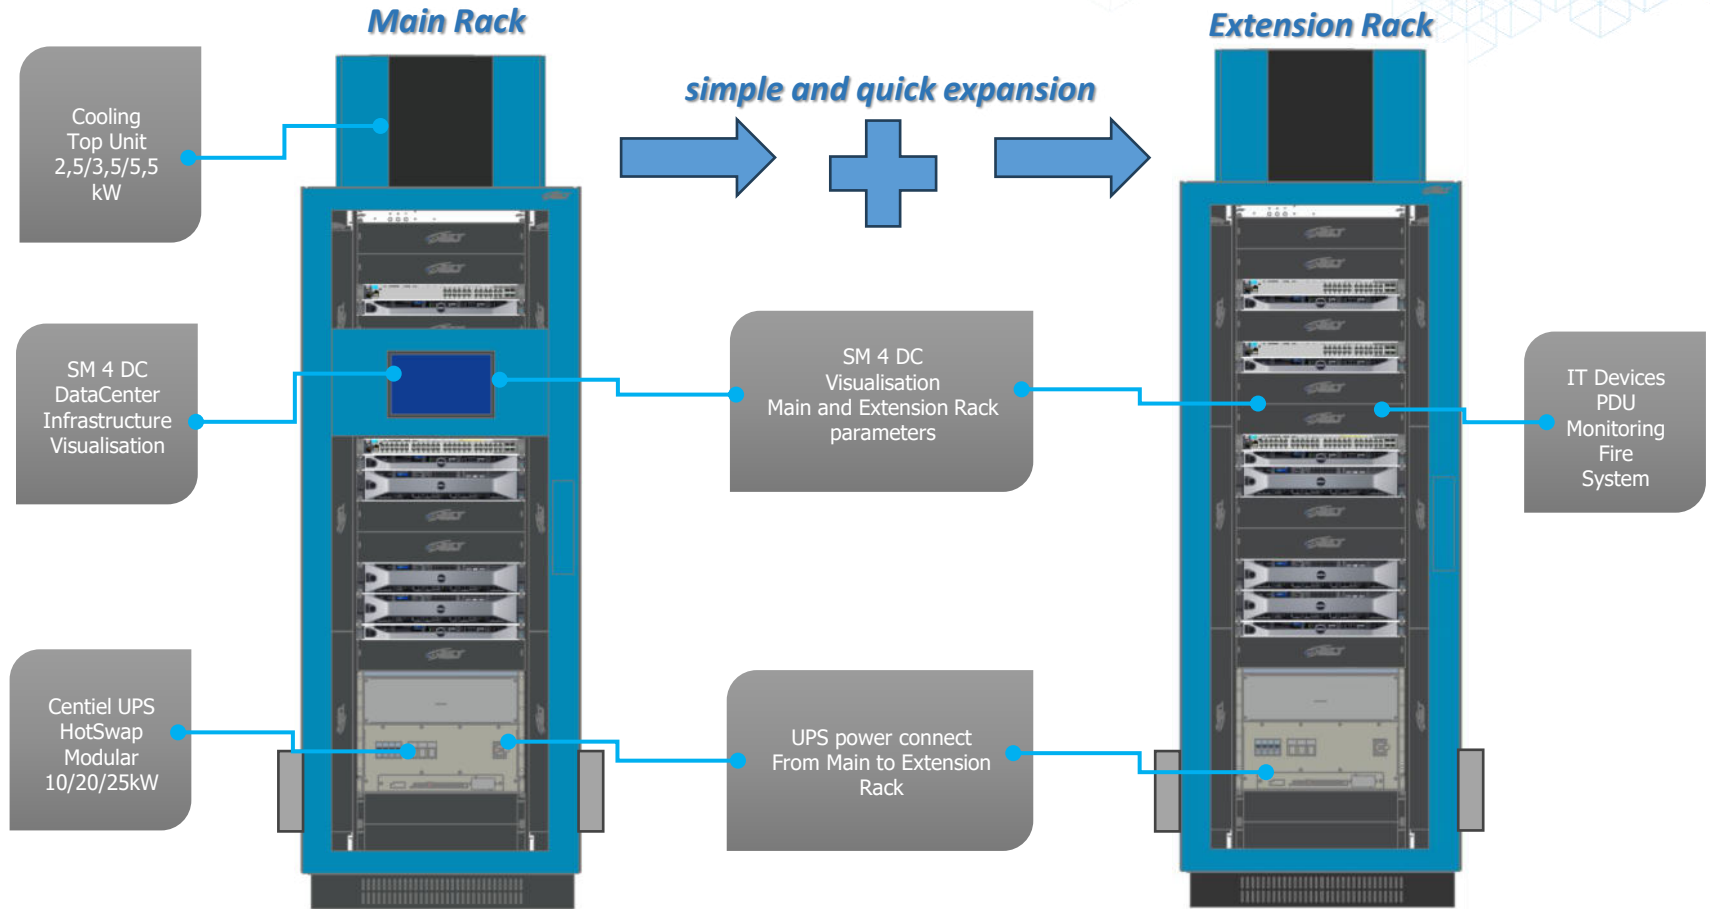 Main Rack
Extension Rack
simple and quick expansion
Cooling
Top Unit
2,5/3,5/5,5
kW
SM 4 DC
DataCenter
Infrastructure
Visualisation
SM 4 DC
Visualisation
Main and Extension Rack
parameters
IT Devices
PDU
Monitoring
Fire
System
Centiel UPS
HotSwap
Modular
10/20/25kW
UPS power connect
From Main to Extension
Rack